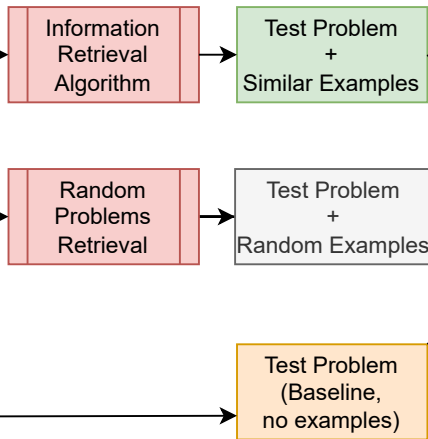 Information
Retrieval
Algorithm
Test Problem
+
Similar Examples
Random
Problems
Retrieval
Test Problem
+
Random Examples
Test Problem
(Baseline,
no examples)